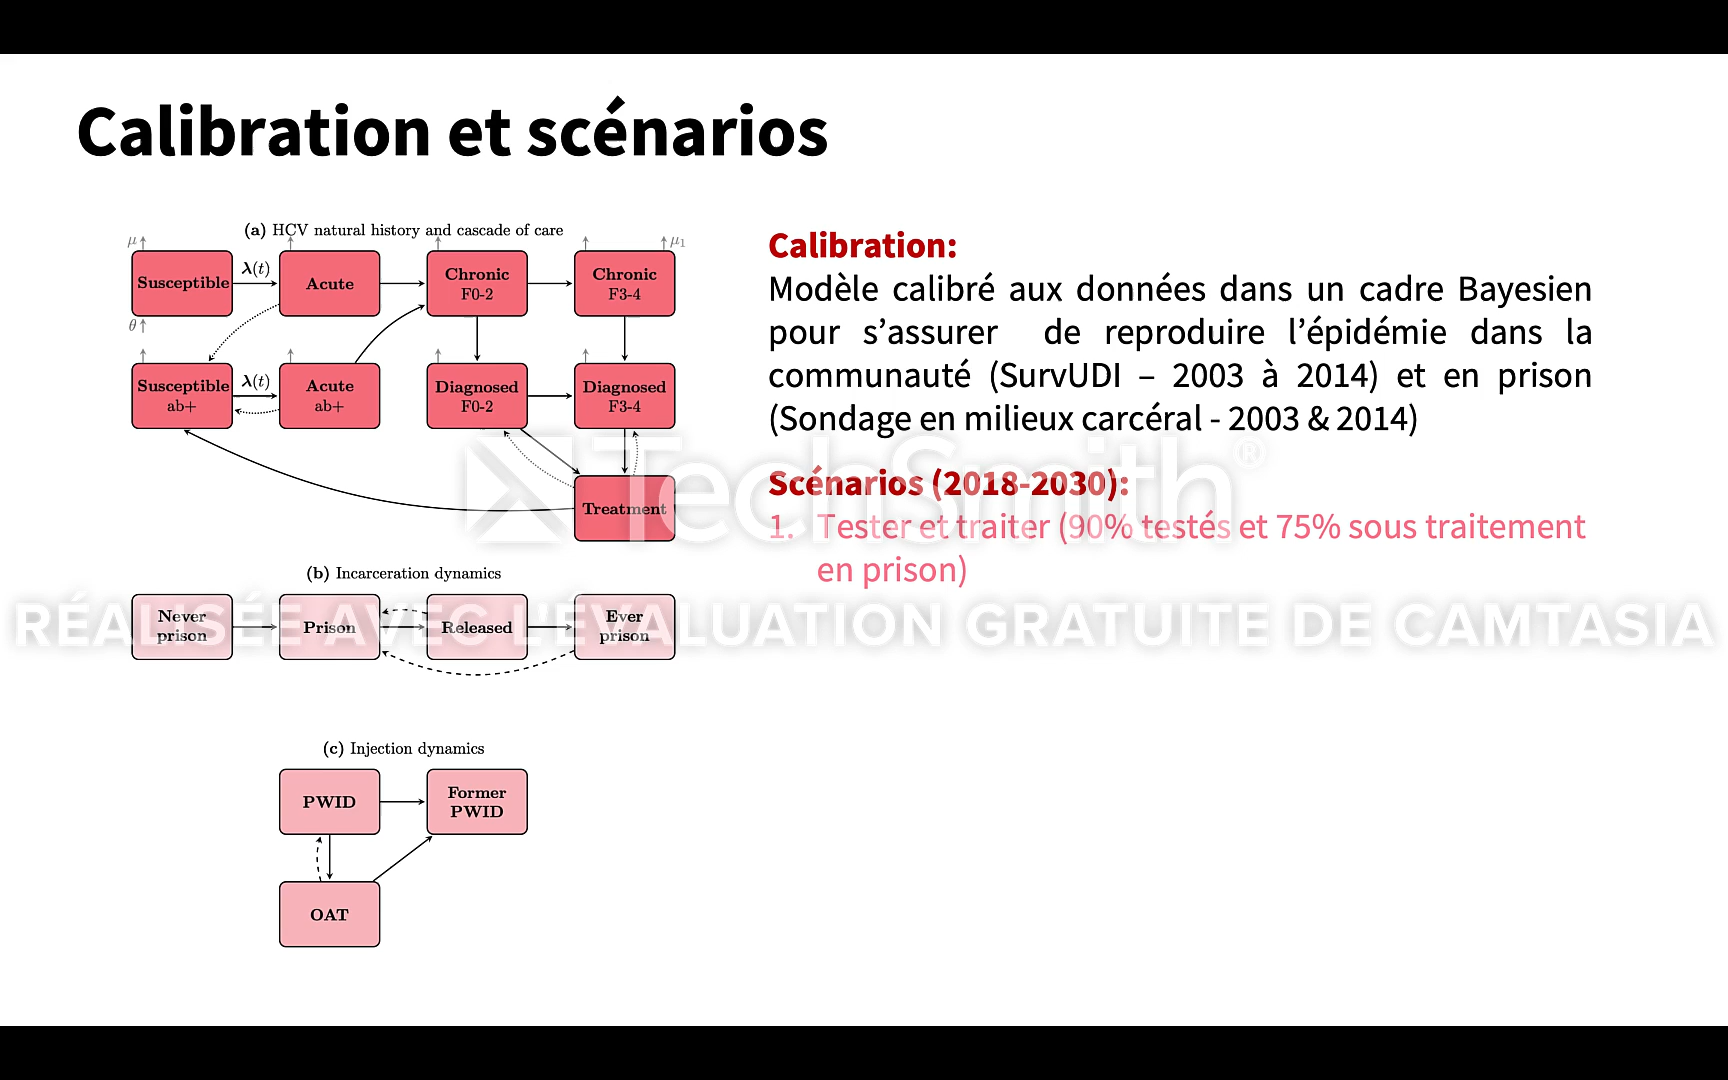 Calibration et scénarios
(a) HCV natural history and cascade of care
μ
μ₁
Susceptible
λ(t)
Acute
Chronic
F0-2
Chronic
F3-4
θ
Susceptible
ab+
λ(t)
Acute
ab+
Diagnosed
F0-2
Diagnosed
F3-4
Treatment
(b) Incarceration dynamics
Never
prison
Prison
Released
Ever
prison
(c) Injection dynamics
PWID
Former
PWID
OAT
Calibration:
Modèle calibré aux données dans un cadre Bayesien
pour s’assurer de reproduire l’épidémie dans la
communauté (SurvUDI – 2003 à 2014) et en prison
(Sondage en milieux carcéral - 2003 & 2014)
Scénarios (2018-2030):
1. Tester et traiter (90% testés et 75% sous traitement
en prison)
TechSmith®
RÉALISÉE AVEC L'ÉVALUATION GRATUITE DE CAMTASIA